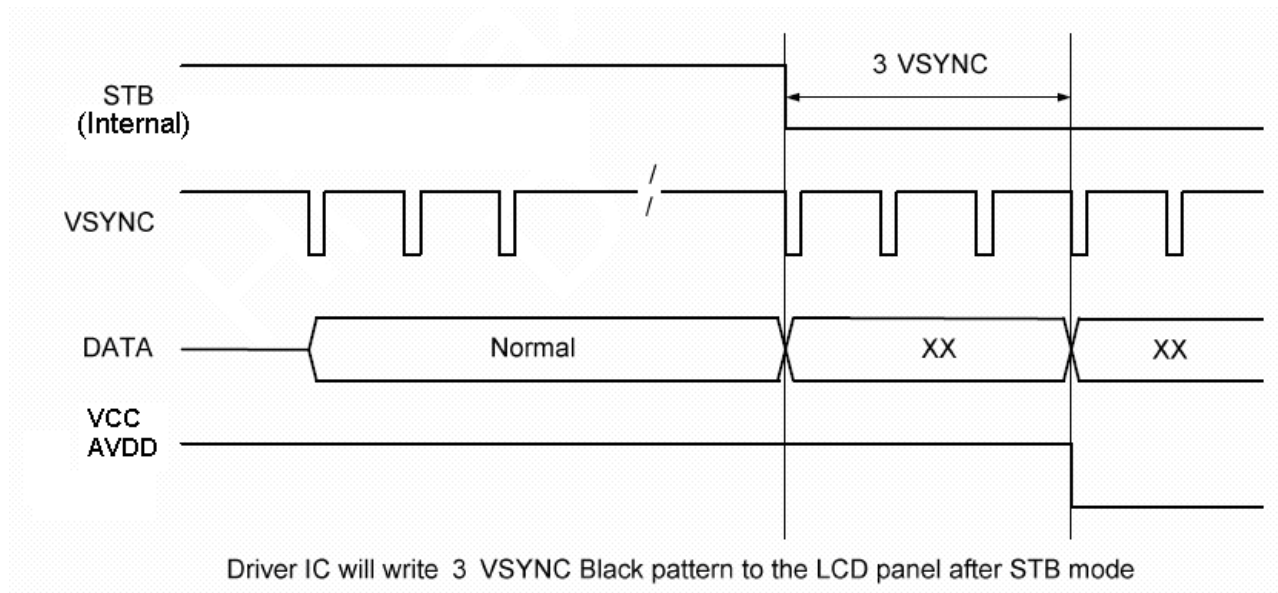 3 VSYNC
STB
(Internal)
/
/
VSYNC
DATA
Normal
XX
XX
VCC
AVDD
Driver IC will write 3 VSYNC Black pattern to the LCD panel after STB mode